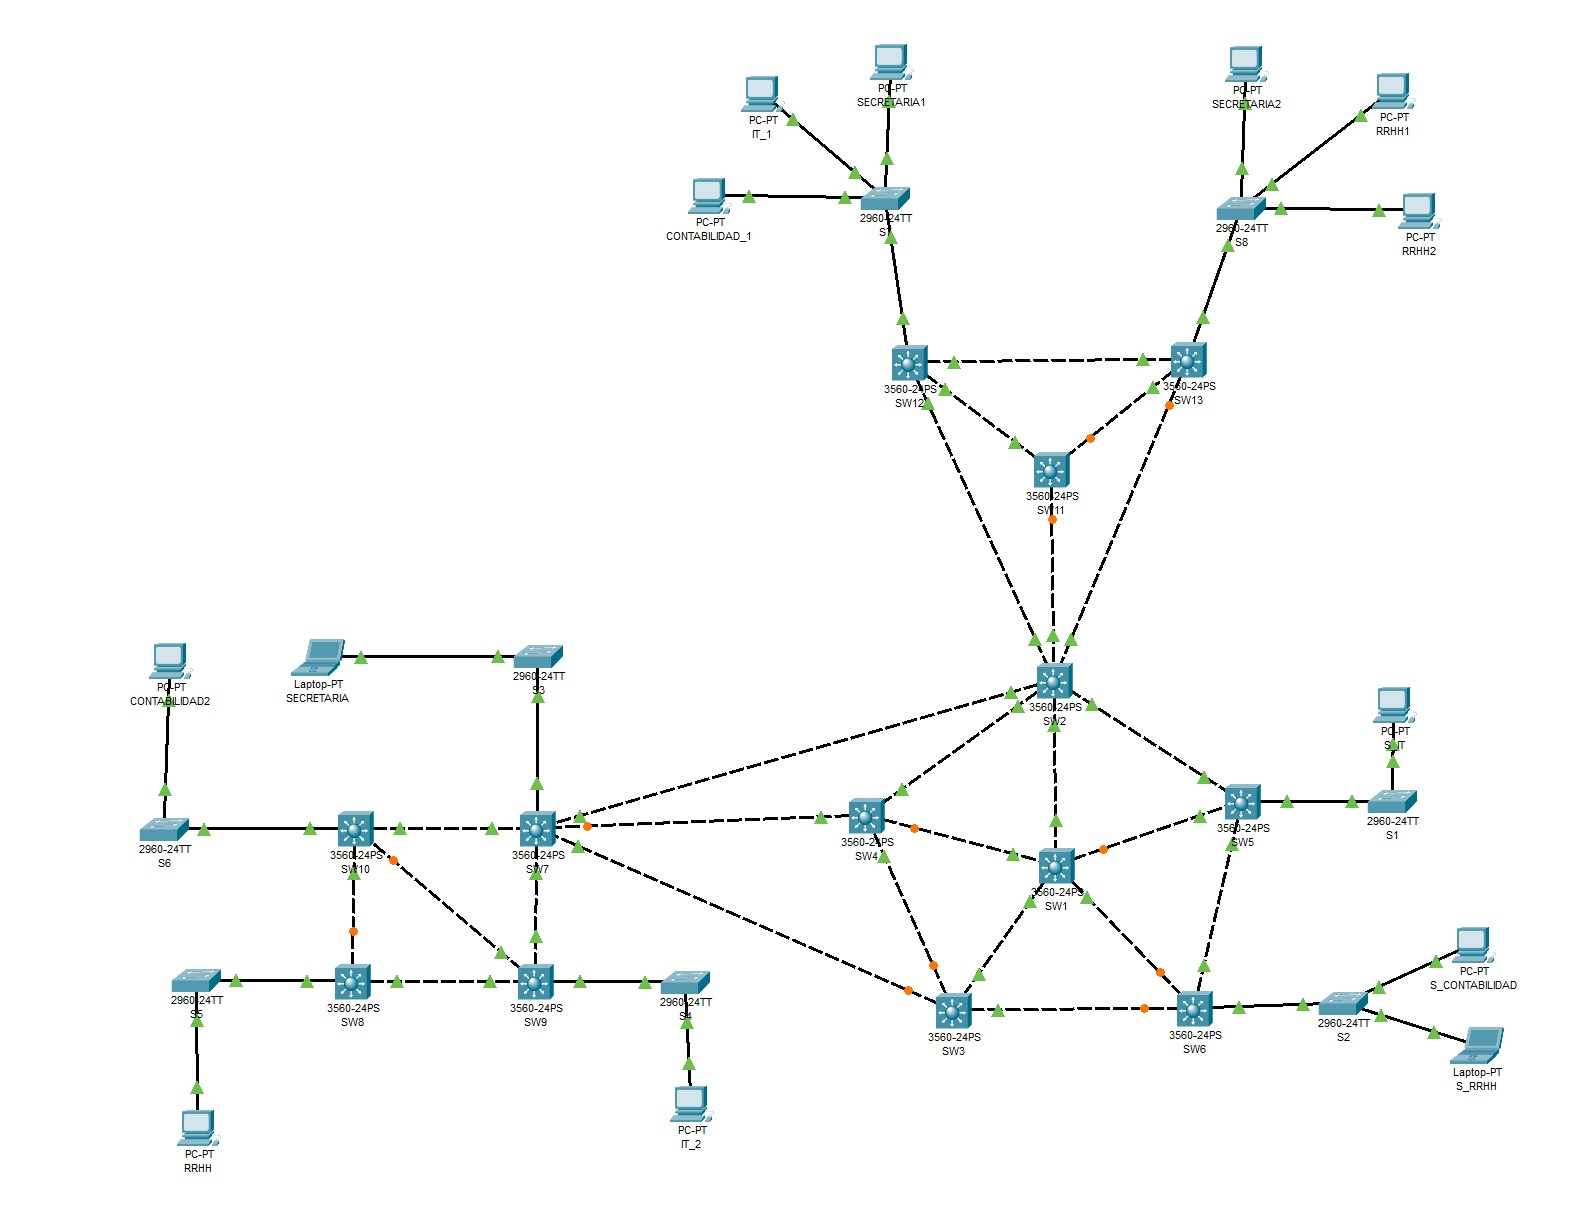 PC-PT
SECRETARIA1
PC-PT
IT_1
PC-PT
CONTABILIDAD_1
2960-24TT
S7
PC-PT
SECRETARIA2
PC-PT
RRHH1
PC-PT
RRHH2
2960-24TT
S8
3560-24PS
SW12
3560-24PS
SW13
3560-24PS
SW11
3560-24PS
SW2
PC-PT
CONTABILIDAD2
Laptop-PT
SECRETARIA
2960-24TT
S3
2960-24TT
S6
3560-24PS
SW10
3560-24PS
SW7
3560-24PS
SW4
3560-24PS
SW5
3560-24PS
SW1
PC-PT
S_IT
2960-24TT
S1
2960-24TT
S5
3560-24PS
SW8
3560-24PS
SW9
2960-24TT
S4
PC-PT
RRHH
PC-PT
IT_2
3560-24PS
SW3
3560-24PS
SW6
2960-24TT
S2
PC-PT
S_CONTABILIDAD
Laptop-PT
S_RRHH